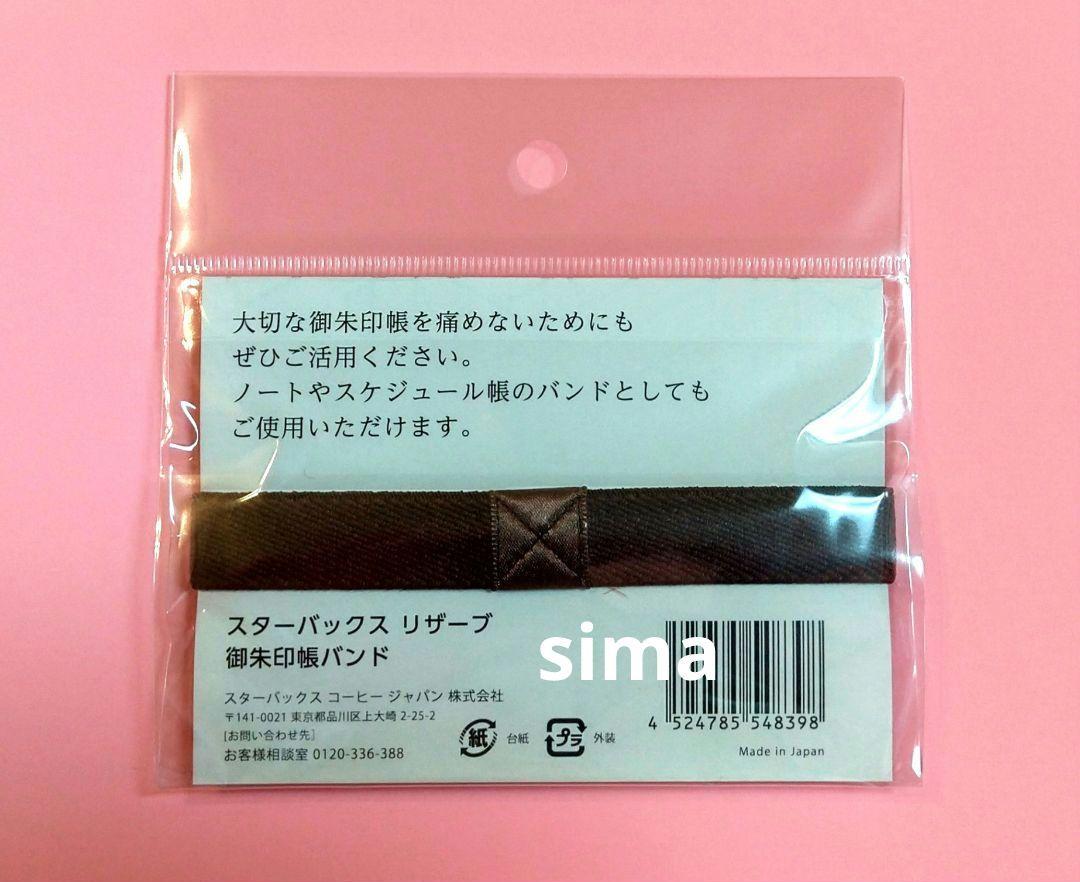 大切な御朱印帳を痛めないためにも
ぜひご活用ください。
ノートやスケジュール帳のバンドとしても
ご使用いただけます。
スターバックス リザーブ
御朱印帳バンド
sima
スターバックス コーヒー ジャパン 株式会社
〒141-0021 東京都品川区上大崎 2-25-2
[お問い合わせ先]
お客様相談室 0120-336-388
紙 台紙 プラ 外装
4 524785 548398
Made in Japan